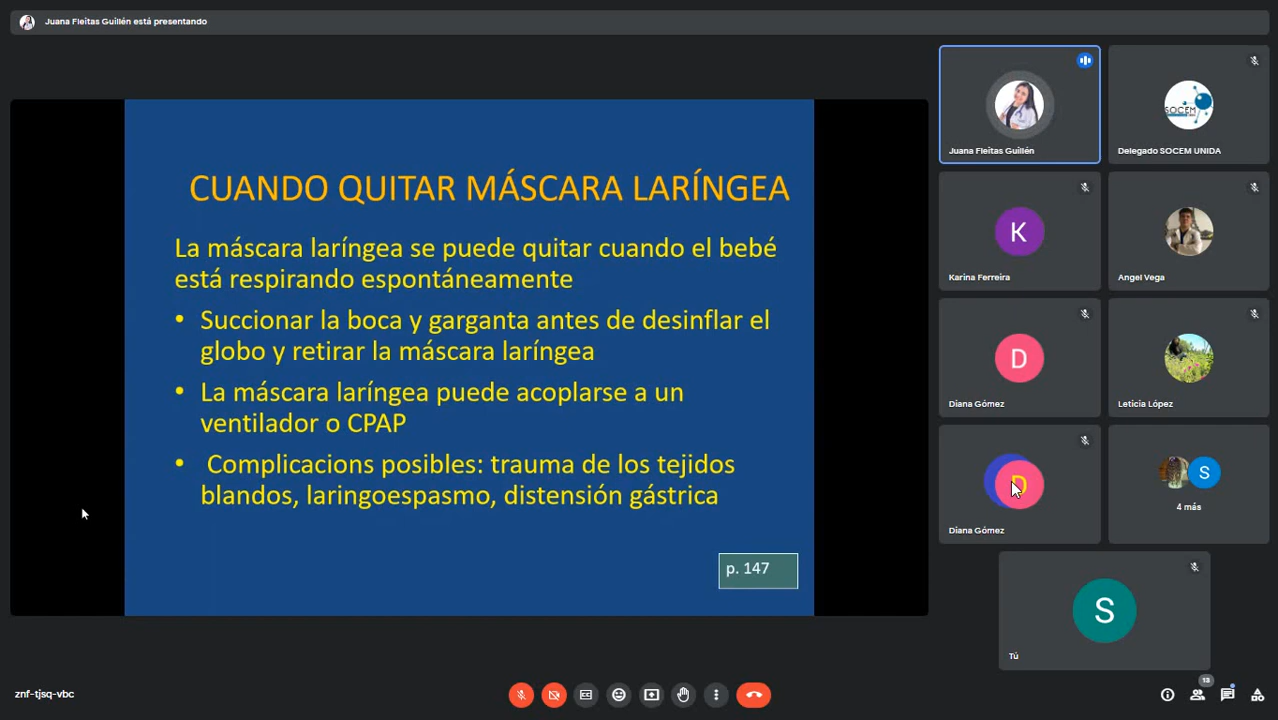 Juana Fleitas Guillén está presentando
CUANDO QUITAR MÁSCARA LARÍNGEA
La máscara laríngea se puede quitar cuando el bebé
está respirando espontáneamente
• Succionar la boca y garganta antes de desinflar el
globo y retirar la máscara laríngea
• La máscara laríngea puede acoplarse a un
ventilador o CPAP
• Complicacions posibles: trauma de los tejidos
blandos, laringoespasmo, distensión gástrica
p. 147
Juana Fleitas Guillén
SOCEM
Delegado SOCEM UNIDA
K
Karina Ferreira
Angel Vega
D
Diana Gómez
Leticia López
D
Diana Gómez
S
4 más
S
Tú
znf-tjsq-vbc
13